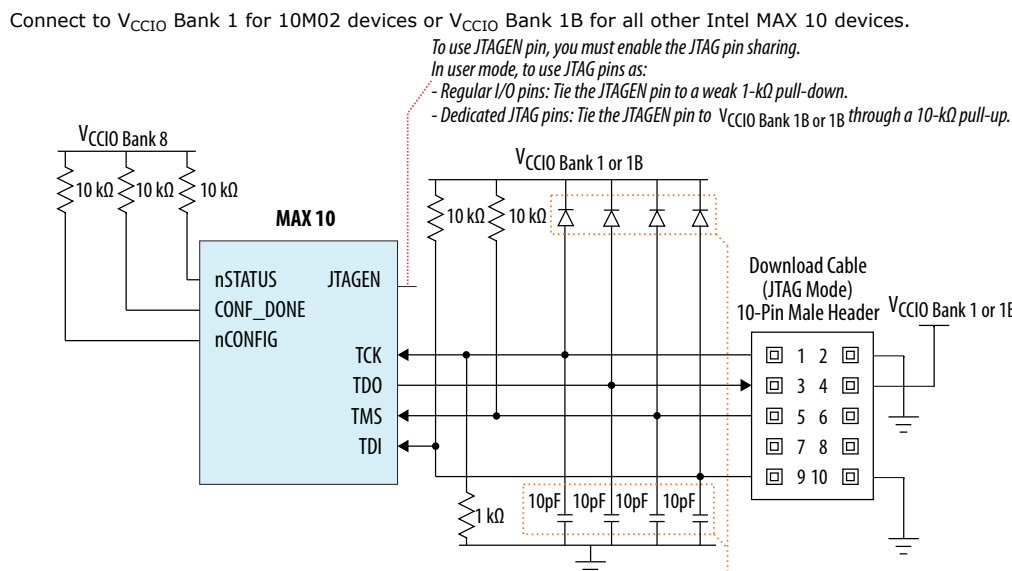 Connect to VCCIO Bank 1 for 10M02 devices or VCCIO Bank 1B for all other Intel MAX 10 devices.
To use JTAGEN pin, you must enable the JTAG pin sharing.
In user mode, to use JTAG pins as:
- Regular I/O pins: Tie the JTAGEN pin to a weak 1-kΩ pull-down.
- Dedicated JTAG pins: Tie the JTAGEN pin to VCCIO Bank 1B or 1B through a 10-kΩ pull-up.
VCCIO Bank 8
VCCIO Bank 1 or 1B
10 kΩ 10 kΩ 10 kΩ
10 kΩ 10 kΩ
MAX 10
nSTATUS JTAGEN
CONF_DONE
nCONFIG
TCK
TDO
TMS
TDI
Download Cable
(JTAG Mode)
10-Pin Male Header
VCCIO Bank 1 or 1B
1 2
3 4
5 6
7 8
9 10
10pF 10pF 10pF 10pF
1 kΩ